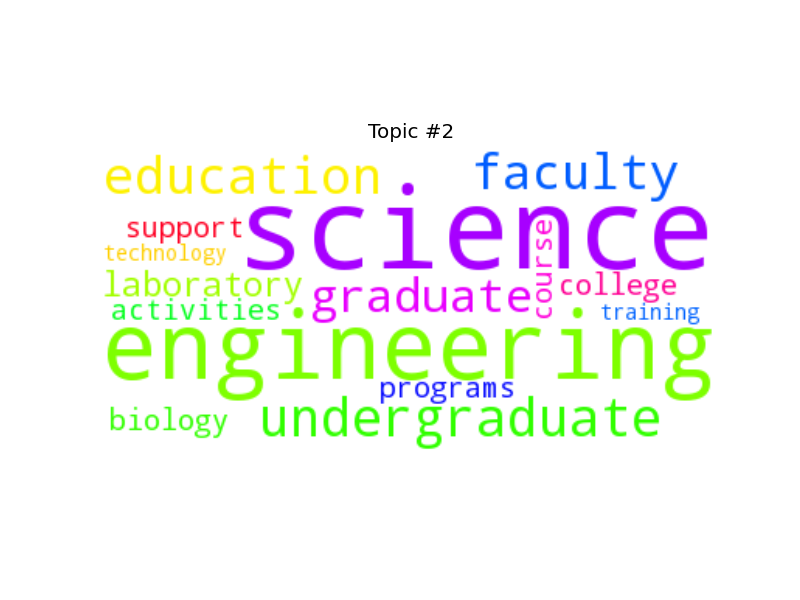 Topic #2
education
faculty
science
support
course
technology
laboratory
graduate
college
activities
training
engineering
programs
biology
undergraduate